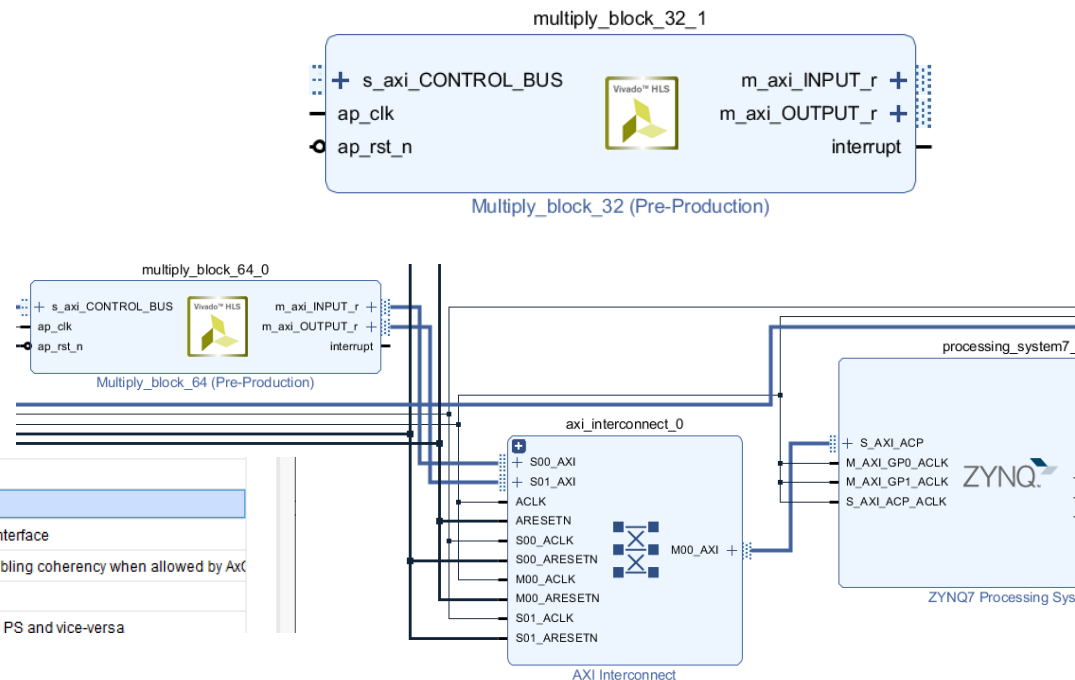 multiply_block_32_1
s_axi_CONTROL_BUS
ap_clk
ap_rst_n
Vivado™ HLS
m_axi_INPUT_r
m_axi_OUTPUT_r
interrupt
Multiply_block_32 (Pre-Production)
multiply_block_64_0
s_axi_CONTROL_BUS
ap_clk
ap_rst_n
Vivado™ HLS
m_axi_INPUT_r
m_axi_OUTPUT_r
interrupt
Multiply_block_64 (Pre-Production)
nterface
bling coherency when allowed by Ax
PS and vice-versa
axi_interconnect_0
S00_AXI
S01_AXI
ACLK
ARESETN
S00_ACLK
S00_ARESETN
M00_ACLK
M00_ARESETN
S01_ACLK
S01_ARESETN
M00_AXI
AXI Interconnect
processing_system7_
S_AXI_ACP
M_AXI_GP0_ACLK
M_AXI_GP1_ACLK
S_AXI_ACP_ACLK
ZYNQ
ZYNQ7 Processing Sys